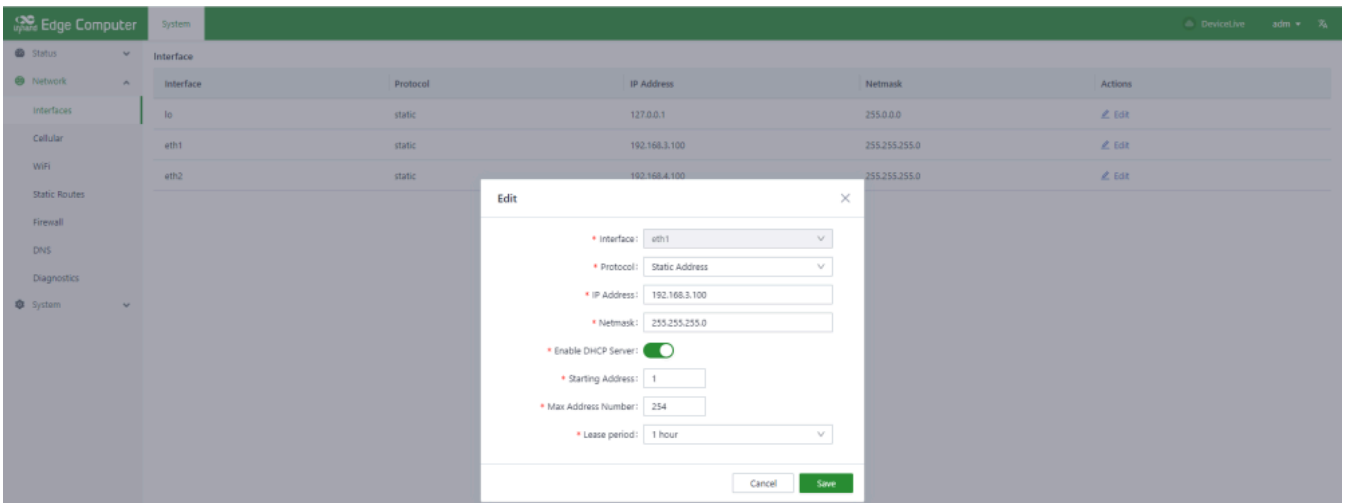 inhand Edge Computer System DeviceLive adm
Status
Network
Interfaces
Cellular
WiFi
Static Routes
Firewall
DNS
Diagnostics
System
Interface
Interface Protocol IP Address Netmask Actions
lo static 127.0.0.1 255.0.0.0 Edit
eth1 static 192.168.3.100 255.255.255.0 Edit
eth2 static 192.168.4.100 255.255.255.0 Edit
Edit
* Interface: eth1
* Protocol: Static Address
* IP Address: 192.168.3.100
* Netmask: 255.255.255.0
* Enable DHCP Server:
* Starting Address: 1
* Max Address Number: 254
* Lease period: 1 hour
Cancel Save